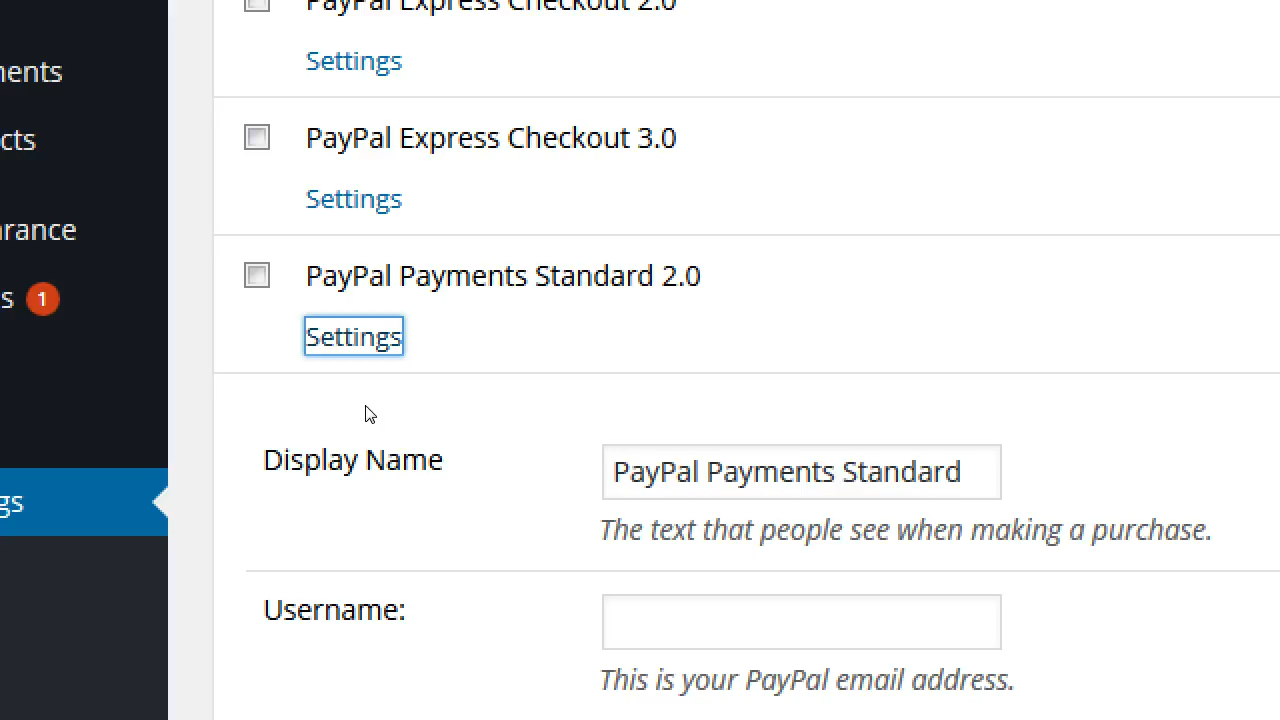 PayPal Express Checkout 2.0
Settings
PayPal Express Checkout 3.0
Settings
PayPal Payments Standard 2.0
Settings
Display Name
PayPal Payments Standard
The text that people see when making a purchase.
Username:
This is your PayPal email address.
ments
cts
arance
s 1
gs